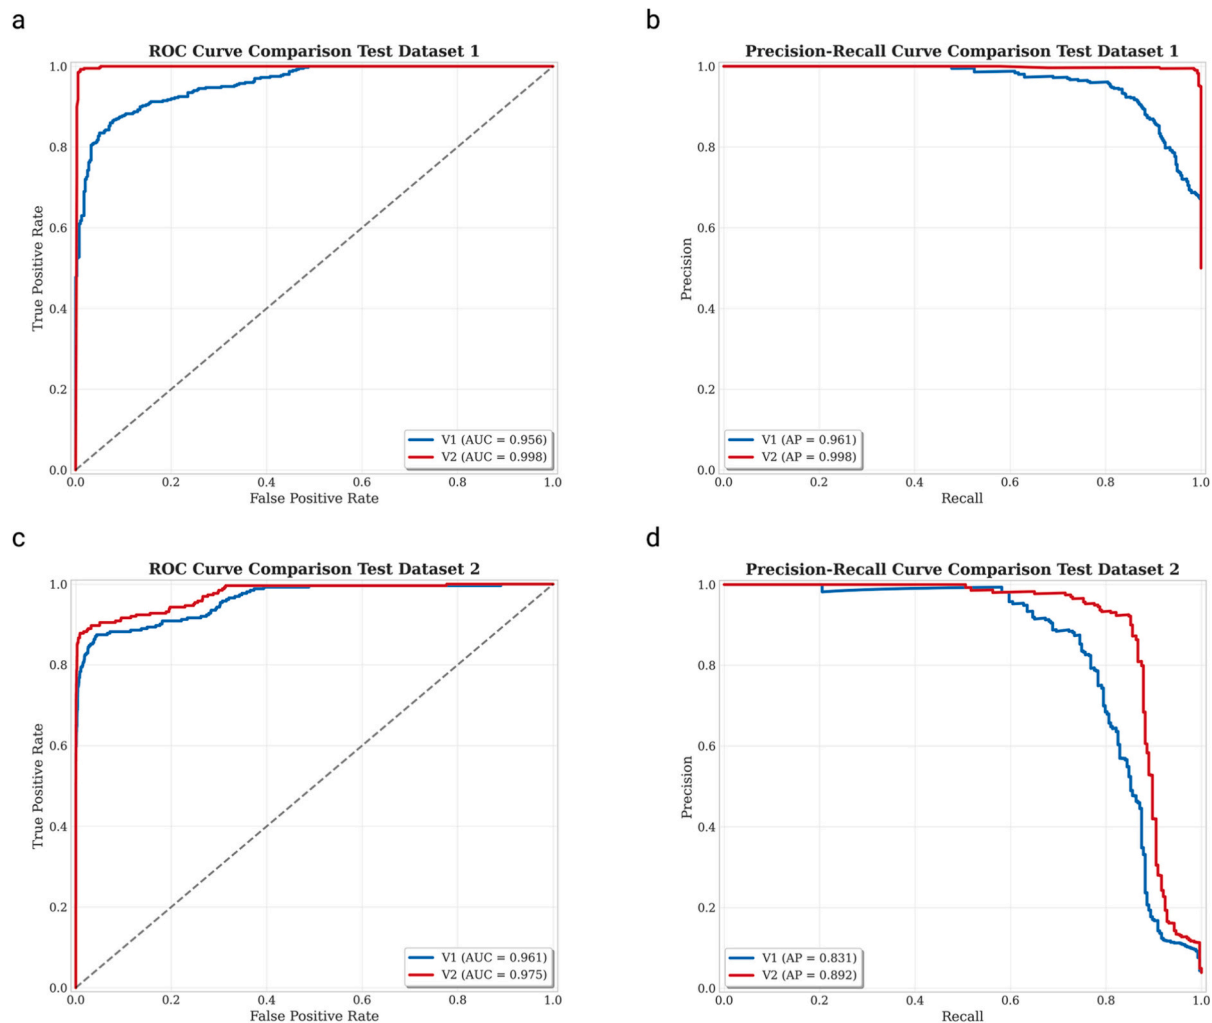 a
ROC Curve Comparison Test Dataset 1
1.0
0.8
0.6
0.4
0.2
0.0
True Positive Rate
0.0 0.2 0.4 0.6 0.8 1.0
False Positive Rate
V1 (AUC = 0.956)
V2 (AUC = 0.998)
b
Precision-Recall Curve Comparison Test Dataset 1
1.0
0.8
0.6
0.4
0.2
0.0
Precision
0.0 0.2 0.4 0.6 0.8 1.0
Recall
V1 (AP = 0.961)
V2 (AP = 0.998)
c
ROC Curve Comparison Test Dataset 2
1.0
0.8
0.6
0.4
0.2
0.0
True Positive Rate
0.0 0.2 0.4 0.6 0.8 1.0
False Positive Rate
V1 (AUC = 0.961)
V2 (AUC = 0.975)
d
Precision-Recall Curve Comparison Test Dataset 2
1.0
0.8
0.6
0.4
0.2
0.0
Precision
0.0 0.2 0.4 0.6 0.8 1.0
Recall
V1 (AP = 0.831)
V2 (AP = 0.892)